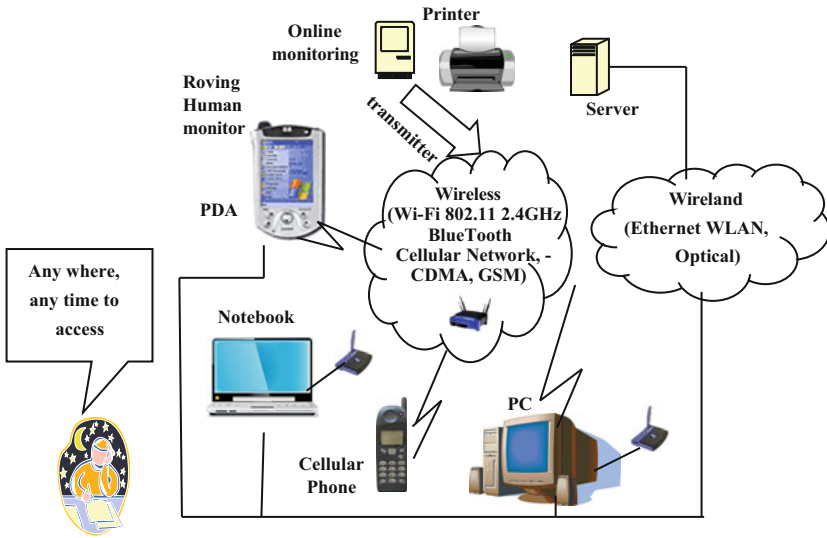 Printer
Online
monitoring
Roving
Human
monitor
transmitter
Server
PDA
Wireless
(Wi-Fi 802.11 2.4GHz
BlueTooth
Cellular Network, -
CDMA, GSM)
Wireland
(Ethernet WLAN,
Optical)
Any where,
any time to
access
Notebook
PC
Cellular
Phone